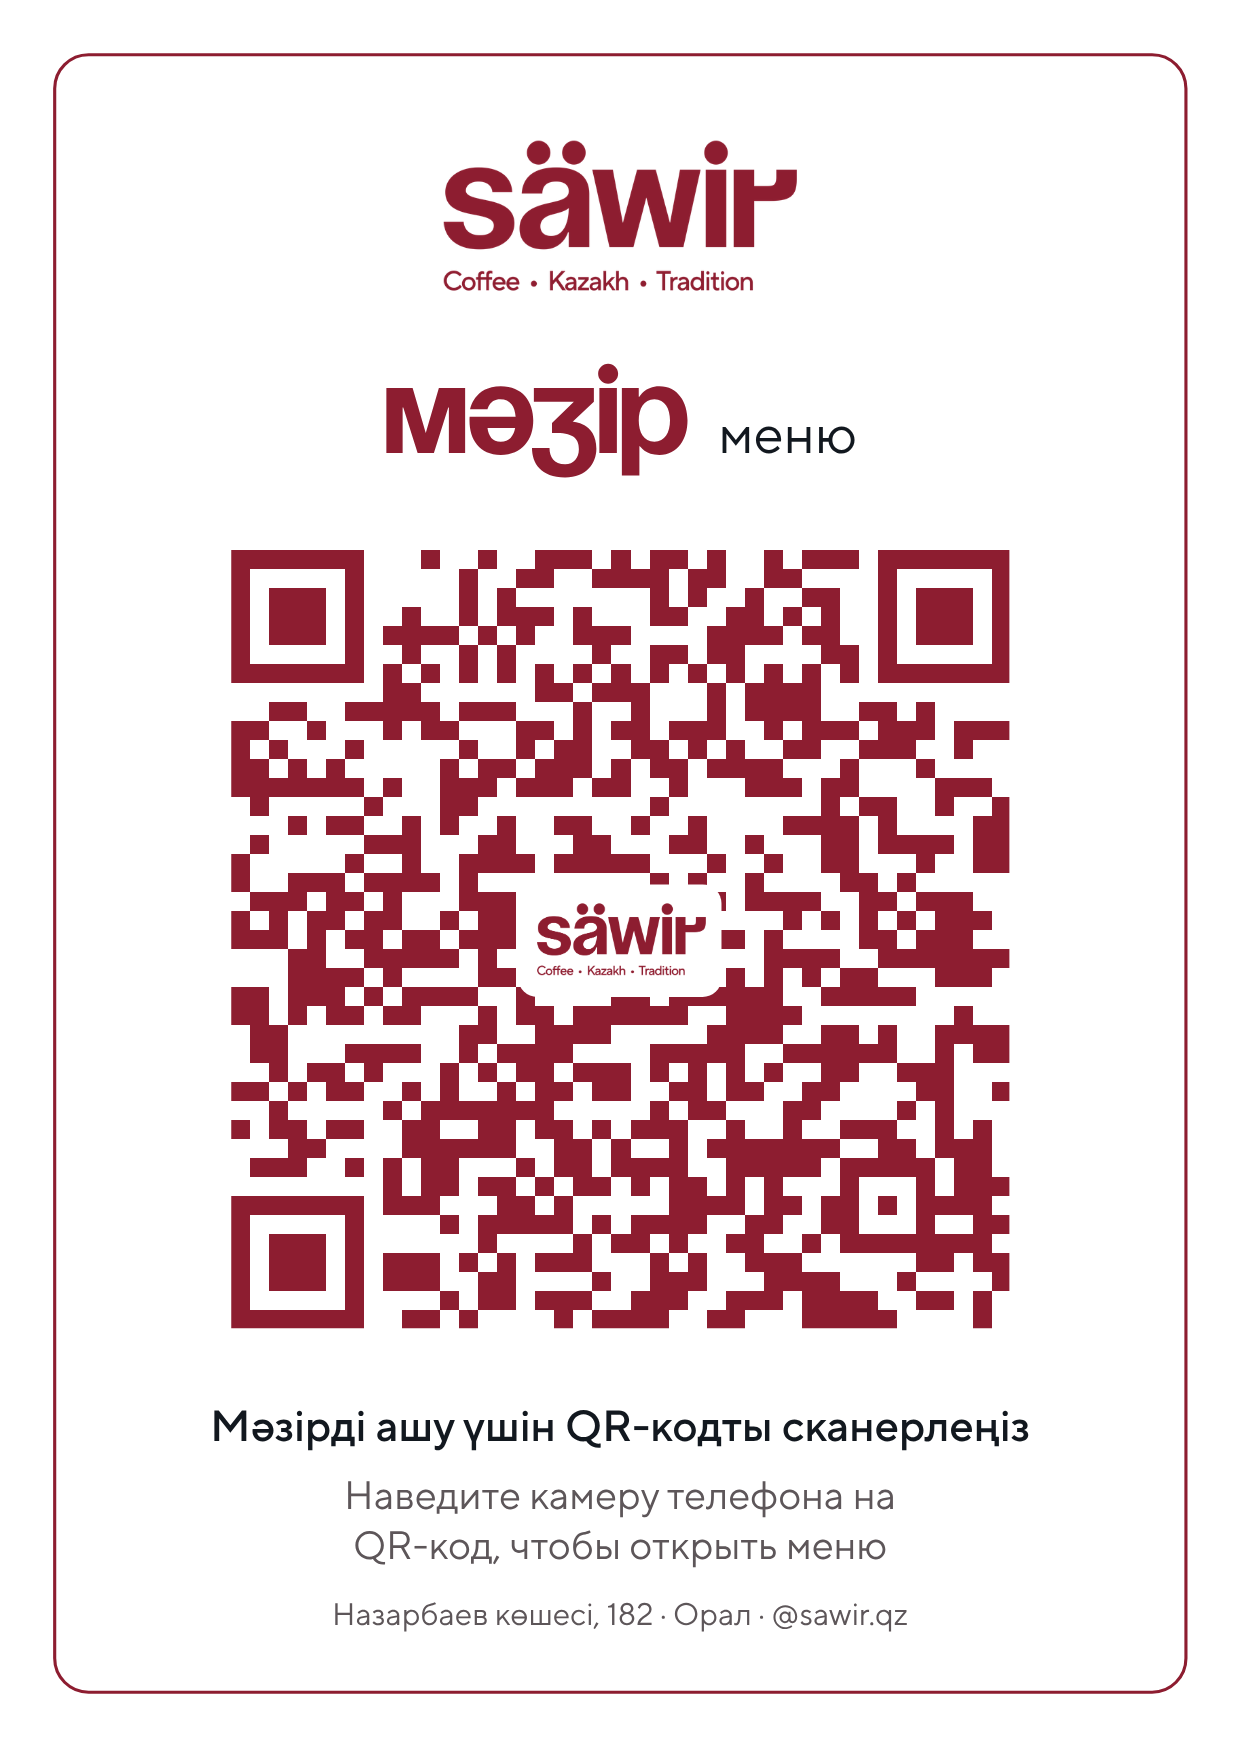 säwir
Coffee • Kazakh • Tradition
мәзір меню
säwir
Coffee • Kazakh • Tradition
Мәзірді ашу үшін QR-кодты сканерлеңіз
Наведите камеру телефона на
QR-код, чтобы открыть меню
Назарбаев көшесі, 182 · Орал · @sawir.qz